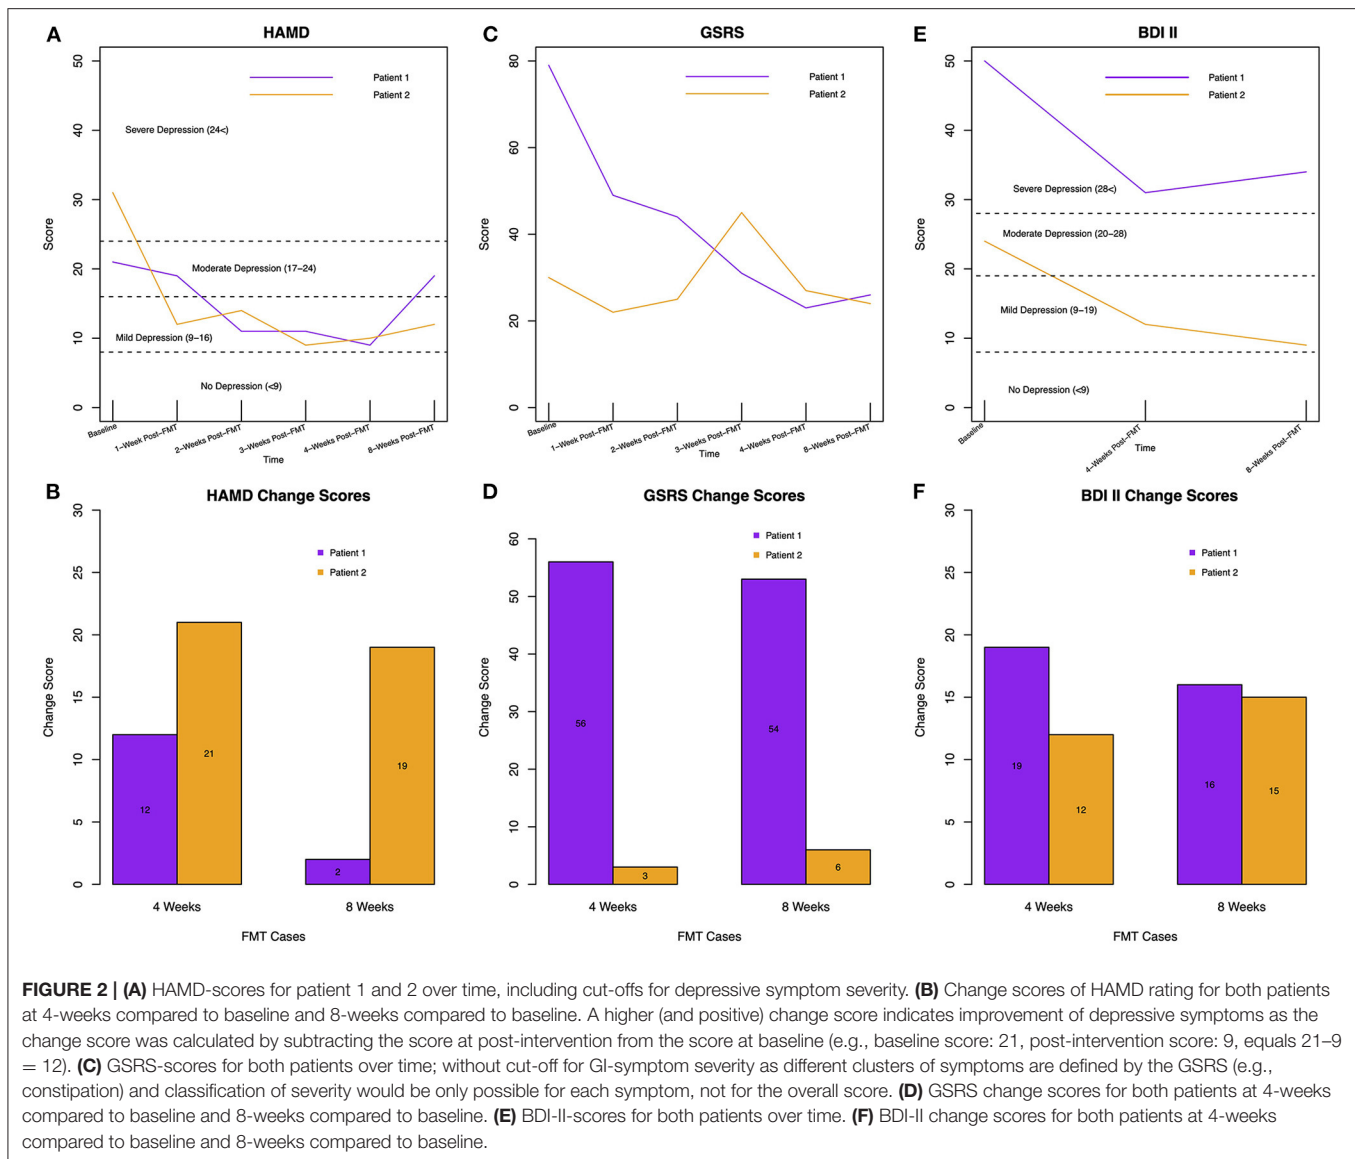 A
HAMD
Score
50
40
30
20
10
0
Patient 1
Patient 2
Severe Depression (24<)
Moderate Depression (17–24)
Mild Depression (9–16)
No Depression (<9)
Baseline
1–Week Post–FMT
2–Weeks Post–FMT
3–Weeks Post–FMT
4–Weeks Post–FMT
8–Weeks Post–FMT
Time
C
GSRS
Score
80
60
40
20
0
Patient 1
Patient 2
Baseline
1–Week Post–FMT
2–Weeks Post–FMT
3–Weeks Post–FMT
4–Weeks Post–FMT
8–Weeks Post–FMT
Time
E
BDI II
Score
50
40
30
20
10
0
Patient 1
Patient 2
Severe Depression (28<)
Moderate Depression (20–28)
Mild Depression (9–19)
No Depression (<9)
Baseline
4–Weeks Post–FMT
8–Weeks Post–FMT
Time
B
HAMD Change Scores
Change Score
30
25
20
15
10
5
0
Patient 1
Patient 2
12
21
2
19
4 Weeks
8 Weeks
FMT Cases
D
GSRS Change Scores
Change Score
60
50
40
30
20
10
0
Patient 1
Patient 2
56
3
54
6
4 Weeks
8 Weeks
FMT Cases
F
BDI II Change Scores
Change Score
30
25
20
15
10
5
0
Patient 1
Patient 2
19
12
16
15
4 Weeks
8 Weeks
FMT Cases
FIGURE 2 | (A) HAMD-scores for patient 1 and 2 over time, including cut-offs for depressive symptom severity. (B) Change scores of HAMD rating for both patients
at 4-weeks compared to baseline and 8-weeks compared to baseline. A higher (and positive) change score indicates improvement of depressive symptoms as the
change score was calculated by subtracting the score at post-intervention from the score at baseline (e.g., baseline score: 21, post-intervention score: 9, equals 21–9
= 12). (C) GSRS-scores for both patients over time; without cut-off for GI-symptom severity as different clusters of symptoms are defined by the GSRS (e.g.,
constipation) and classification of severity would be only possible for each symptom, not for the overall score. (D) GSRS change scores for both patients at 4-weeks
compared to baseline and 8-weeks compared to baseline. (E) BDI-II-scores for both patients over time. (F) BDI-II change scores for both patients at 4-weeks
compared to baseline and 8-weeks compared to baseline.